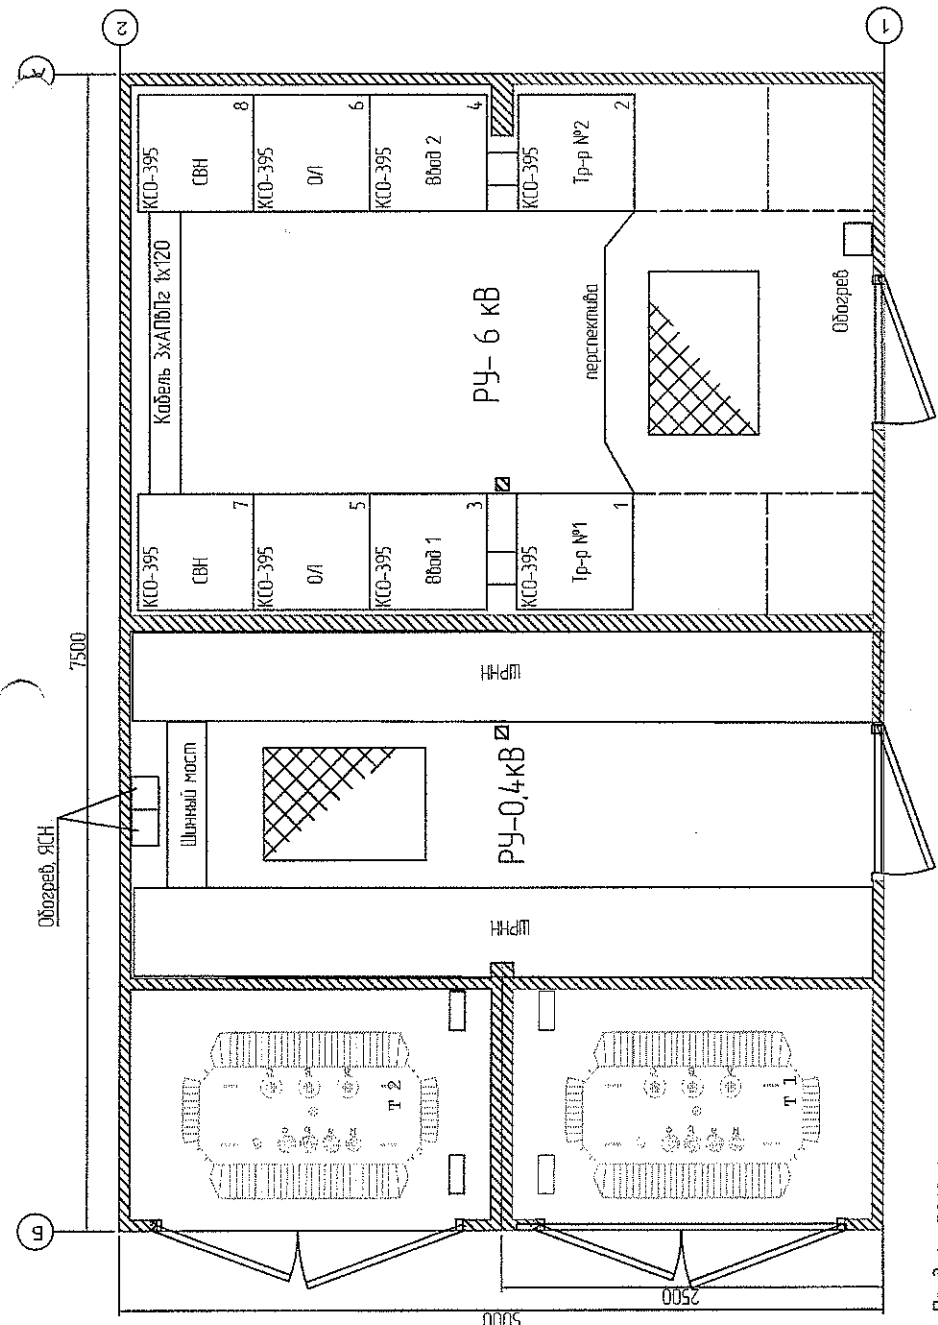 2
1
Б
7500
5000
2500
КСО-395
СВН
8
КСО-395
О/Л
6
КСО-395
Ввод 2
4
КСО-395
Тр-р №2
2
Кабель 3хАПВПг 1х120
РУ- 6 кВ
перспектива
Обогрев
КСО-395
СВН
7
КСО-395
О/Л
5
КСО-395
Ввод 1
3
КСО-395
Тр-р №1
1
ШРНН
Обогрев, ЯСН
Шинный мост
РУ-0,4кВ
ШРНН
Т 2
Т 1